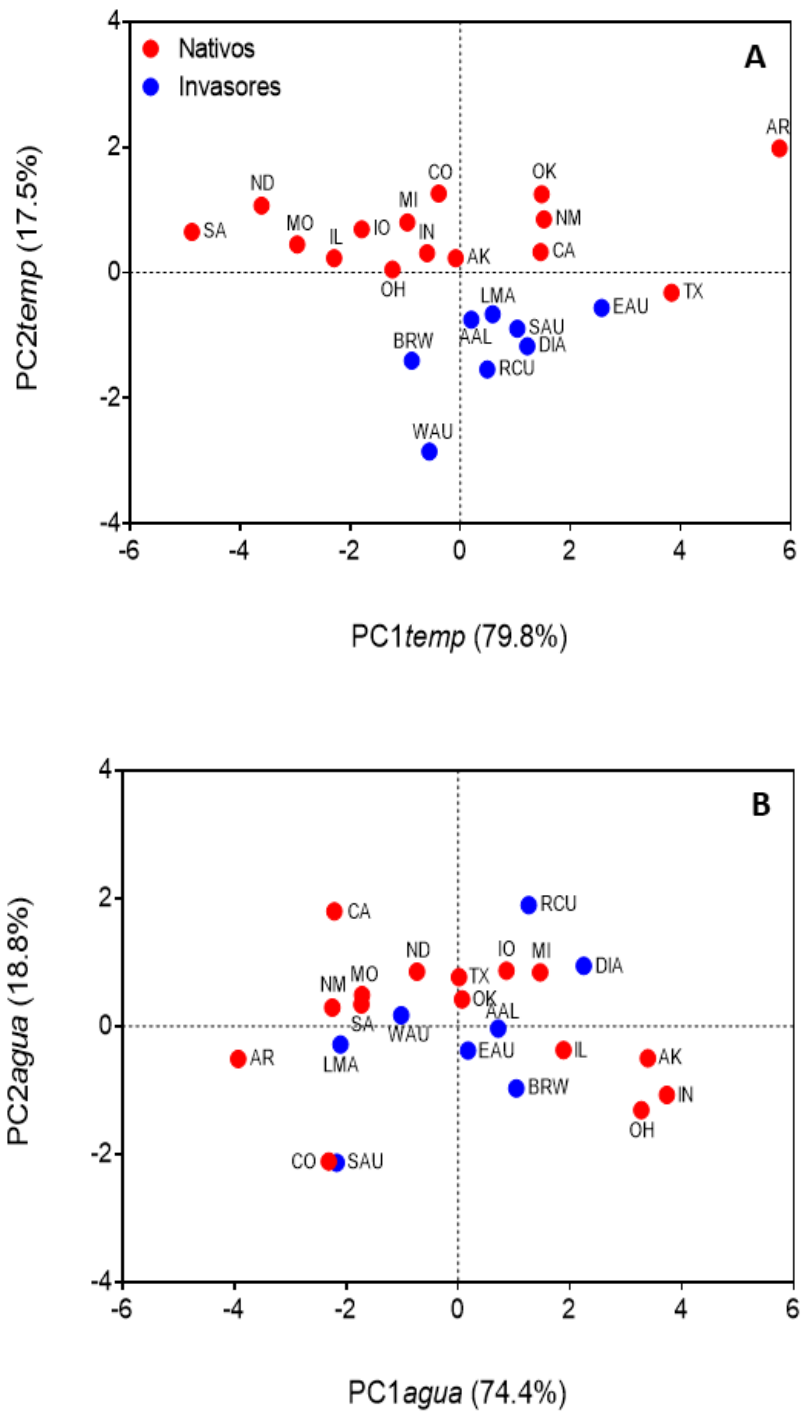 A
Nativos
Invasores
PC2temp (17.5%)
4
2
0
-2
-4
AR
ND
CO
OK
SA
MO
IL
IO
MI
IN
AK
NM
CA
OH
TX
LMA
EAU
AAL
SAU
DIA
BRW
RCU
WAU
-6
-4
-2
0
2
4
6
PC1temp (79.8%)
B
PC2agua (18.8%)
4
2
0
-2
-4
CA
RCU
ND
IO
MI
DIA
NM
MO
TX
SA
OK
AAL
WAU
AR
LMA
EAU
IL
AK
BRW
IN
OH
CO
SAU
-6
-4
-2
0
2
4
6
PC1agua (74.4%)